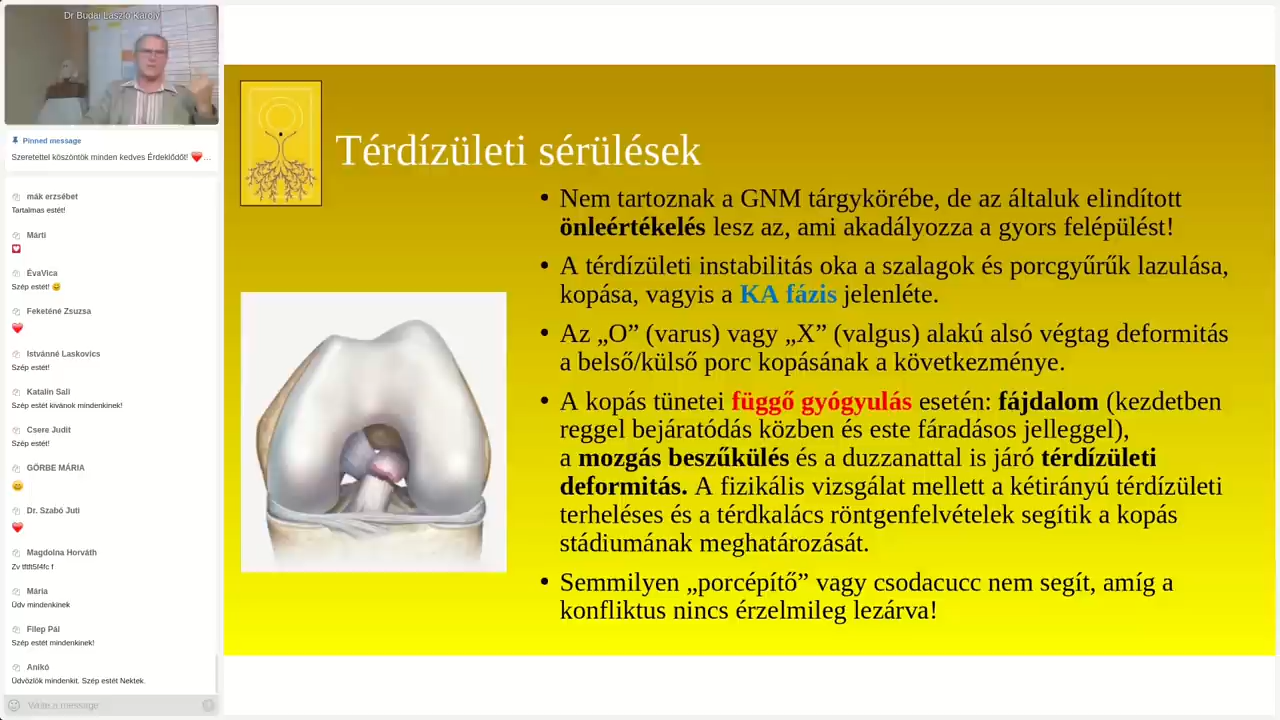 Dr Budai László Károly
Pinned message
Szeretettel köszöntök minden kedves Érdeklődőt! ❤️...
mák erzsébet
Tartalmas estét!
Márti
💟
ÉvaVica
Szép estét! 😊
Feketéné Zsuzsa
❤️
Istvánné Laskovics
Szép estét!
Katalin Sali
Szép estét kívánok mindenkinek!
Csere Judit
Szép estét!
GÖRBE MÁRIA
😊
Dr. Szabó Juti
❤️
Magdolna Horváth
Zv tftft5f4fc f
Mária
Üdv mindenkinek
Filep Pál
Szép estét mindenkinek!
Anikó
Üdvözlök mindenkit. Szép estét Nektek.
Write a message
Térdízületi sérülések
• Nem tartoznak a GNM tárgykörébe, de az általuk elindított
önleértékelés lesz az, ami akadályozza a gyors felépülést!
• A térdízületi instabilitás oka a szalagok és porcgyűrűk lazulása,
kopása, vagyis a KA fázis jelenléte.
• Az „O” (varus) vagy „X” (valgus) alakú alsó végtag deformitás
a belső/külső porc kopásának a következménye.
• A kopás tünetei függő gyógyulás esetén: fájdalom (kezdetben
reggel bejáratódás közben és este fáradásos jelleggel),
a mozgás beszűkülés és a duzzanattal is járó térdízületi
deformitás. A fizikális vizsgálat mellett a kétirányú térdízületi
terheléses és a térdkalács röntgenfelvételek segítik a kopás
stádiumának meghatározását.
• Semmilyen „porcépítő” vagy csodacucc nem segít, amíg a
konfliktus nincs érzelmileg lezárva!